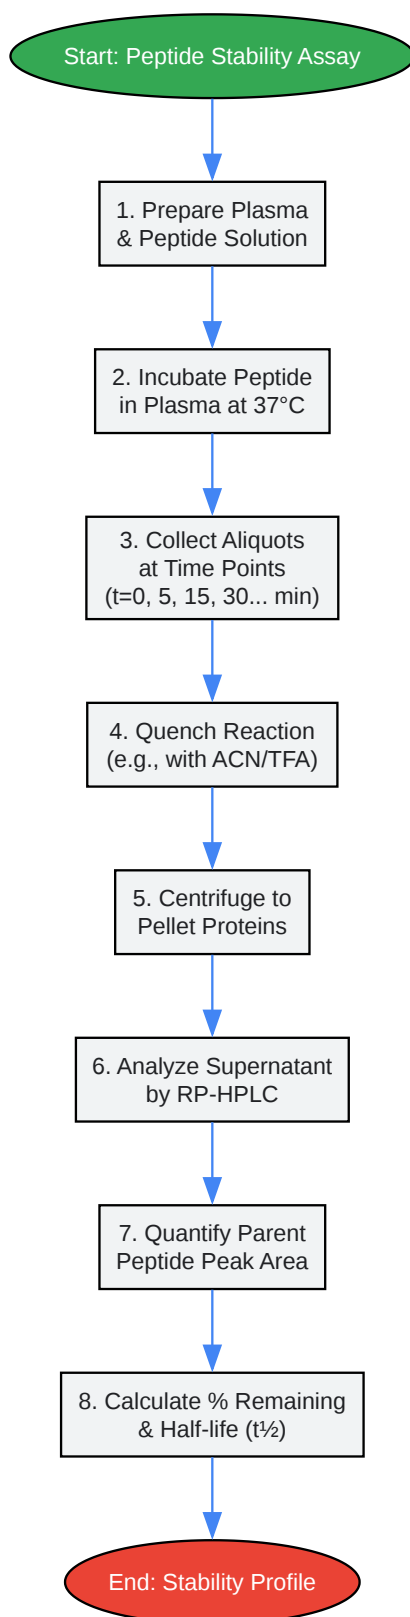 Start: Peptide Stability Assay
1. Prepare Plasma
& Peptide Solution
2. Incubate Peptide
in Plasma at 37°C
3. Collect Aliquots
at Time Points
(t=0, 5, 15, 30... min)
4. Quench Reaction
(e.g., with ACN/TFA)
5. Centrifuge to
Pellet Proteins
6. Analyze Supernatant
by RP-HPLC
7. Quantify Parent
Peptide Peak Area
8. Calculate % Remaining
& Half-life (t½)
End: Stability Profile